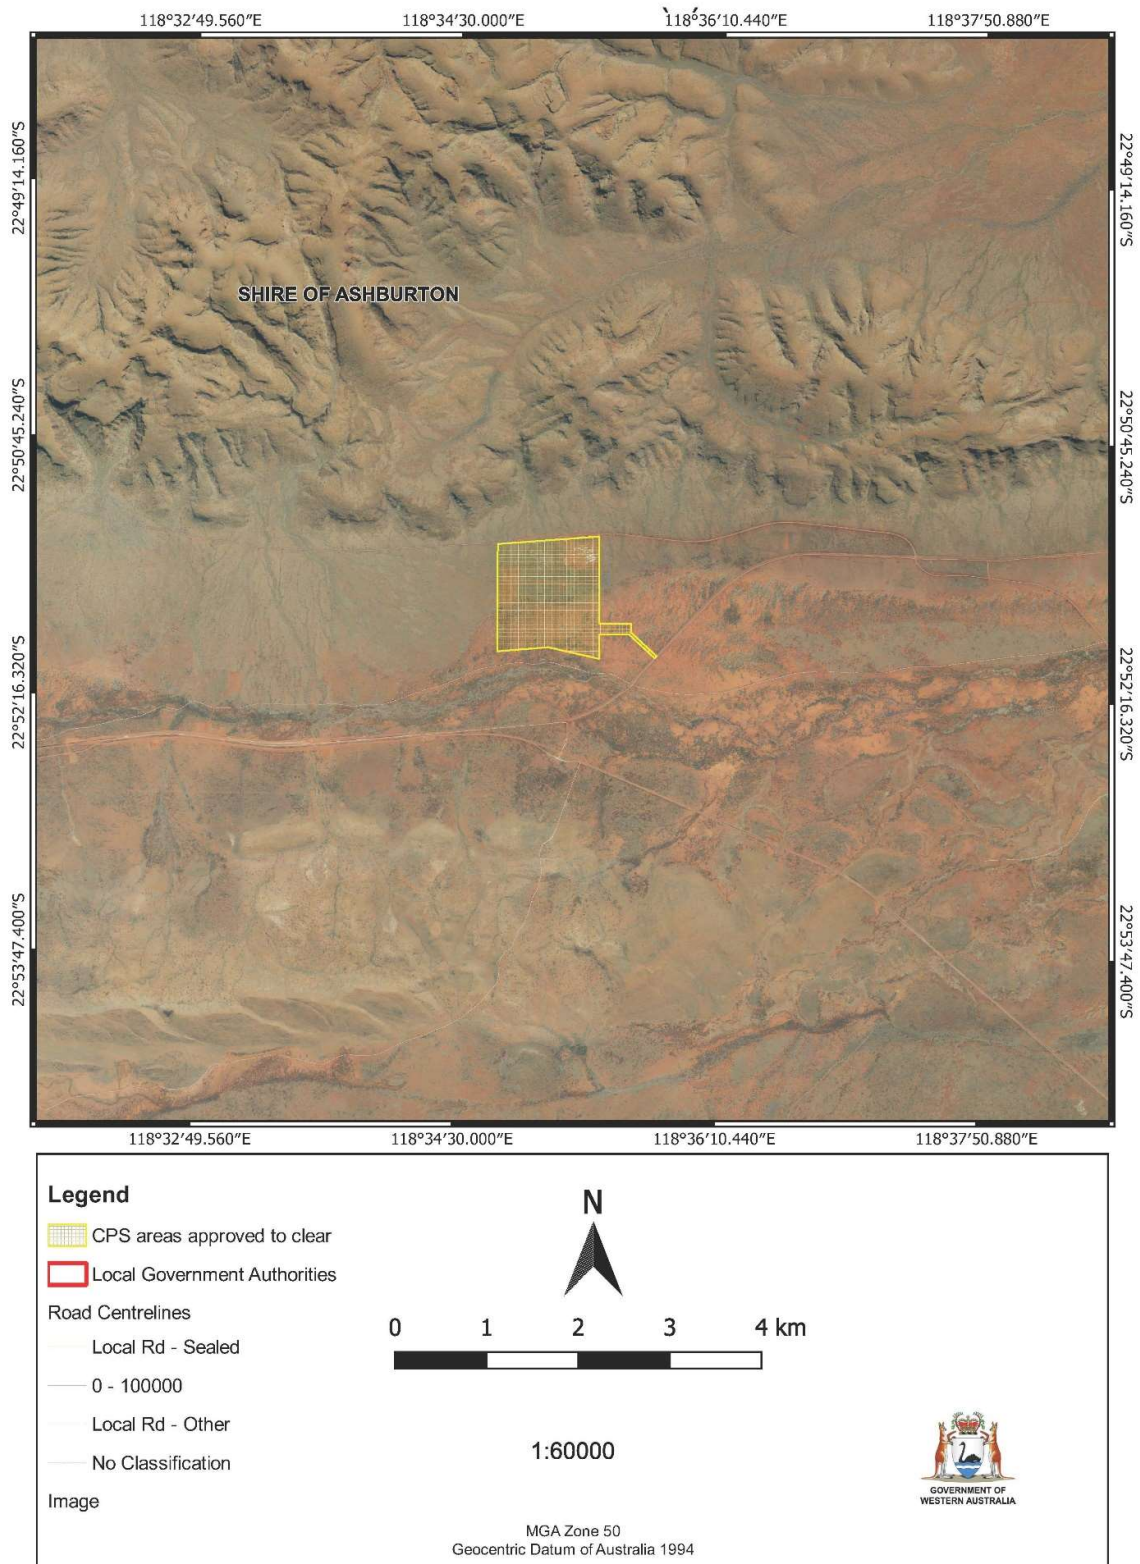 118°32′49.560″E 118°34′30.000″E 118°36′10.440″E 118°37′50.880″E
22°49′14.160″S
22°49′14.160″S
SHIRE OF ASHBURTON
22°50′45.240″S
22°50′45.240″S
22°52′16.320″S
22°52′16.320″S
22°53′47.400″S
22°53′47.400″S
118°32′49.560″E 118°34′30.000″E 118°36′10.440″E 118°37′50.880″E
Legend
CPS areas approved to clear
Local Government Authorities
Road Centrelines
Local Rd - Sealed
0 - 100000
Local Rd - Other
No Classification
Image
N
0 1 2 3 4 km
1:60000
MGA Zone 50
Geocentric Datum of Australia 1994
GOVERNMENT OF
WESTERN AUSTRALIA